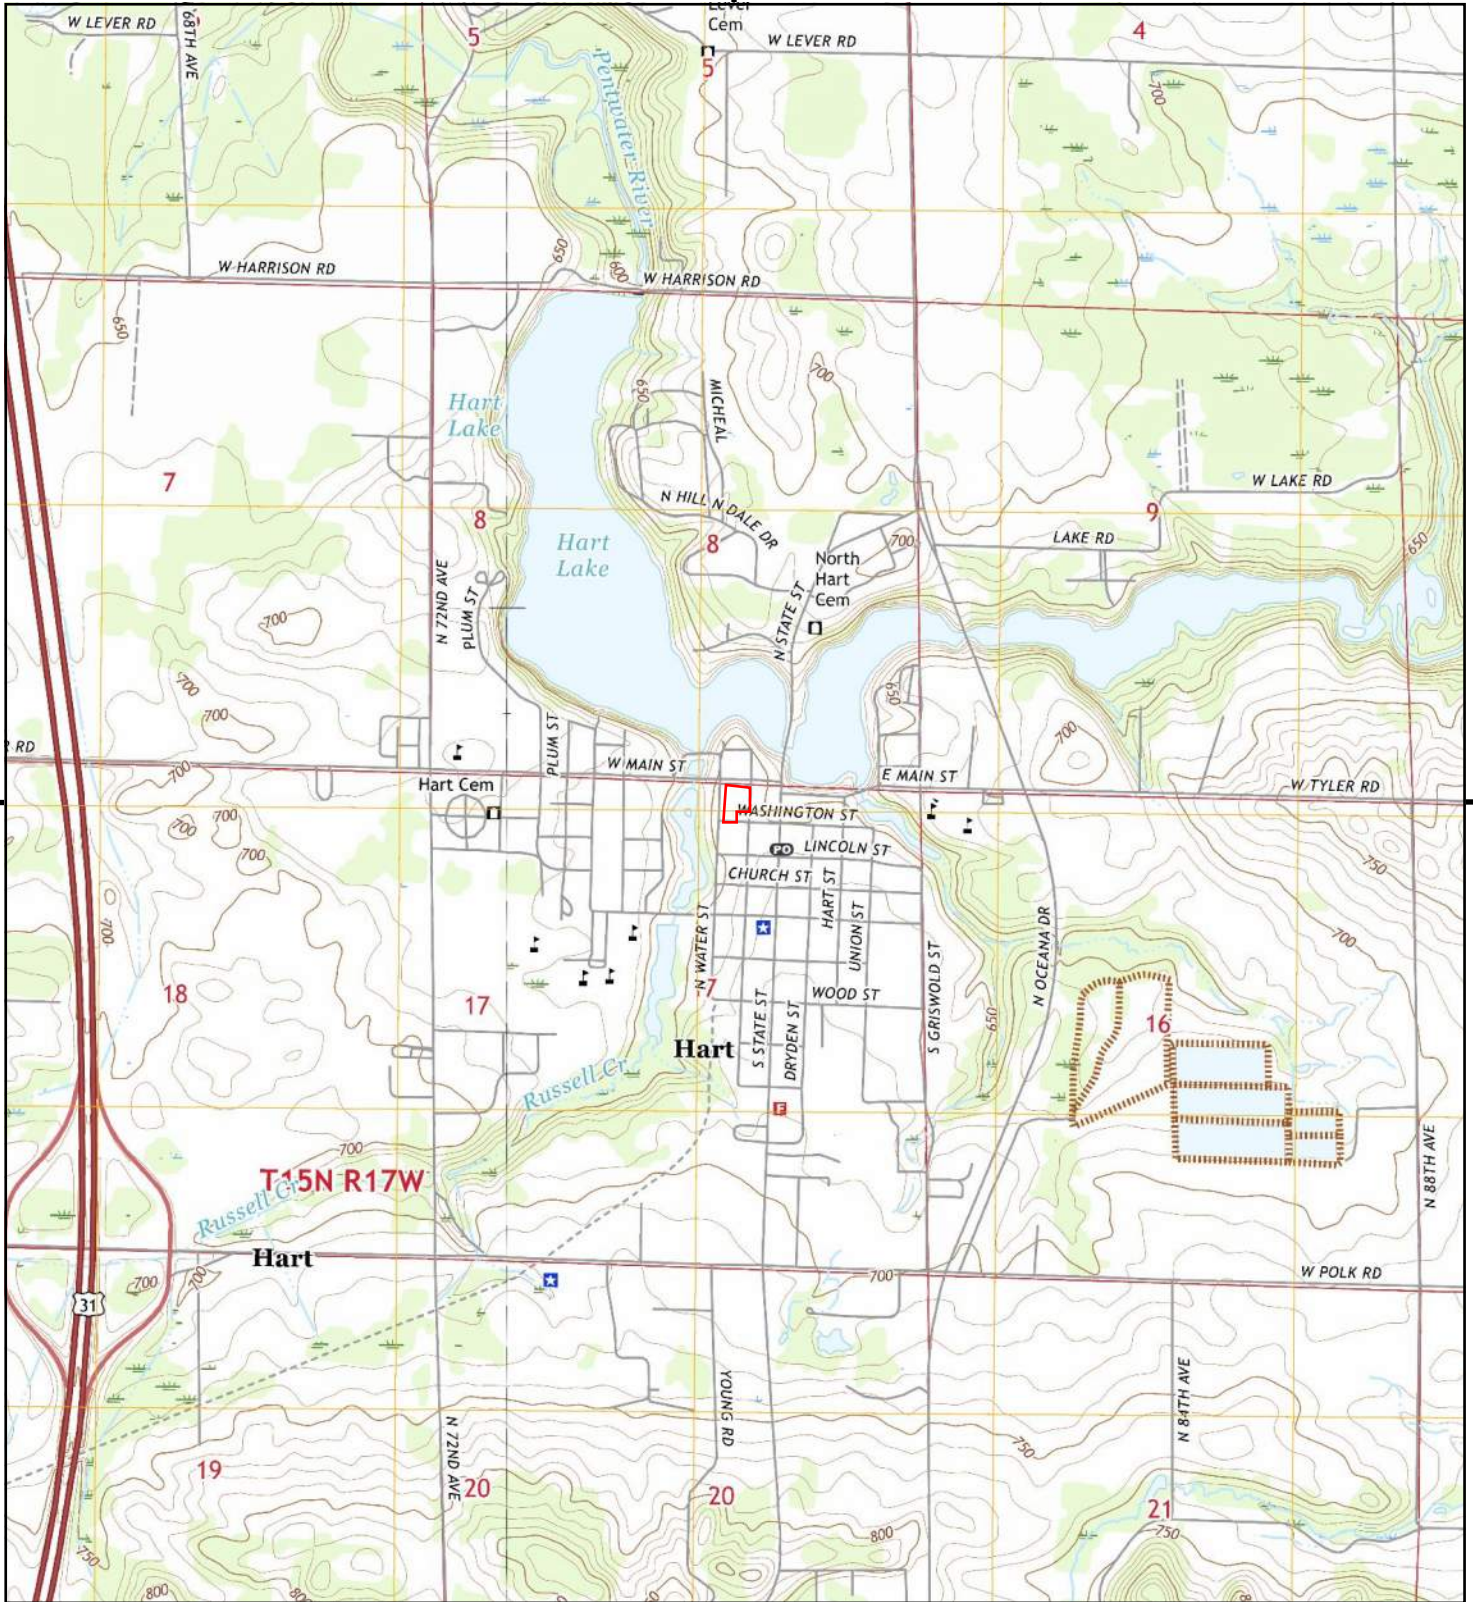 W LEVER RD
68TH AVE
5
Lever
Cem
5
W LEVER RD
4
700
Pentwater River
W HARRISON RD
650
600
W HARRISON RD
650
Hart
Lake
650
MICHEAL
700
7
8
N HILL N DALE DR
8
Hart
Lake
W LAKE RD
9
LAKE RD
700
650
North
Hart
Cem
N 72ND AVE
PLUM ST
N STATE ST
700
700
700
650
700
R RD
PLUM ST
W MAIN ST
E MAIN ST
W TYLER RD
700
Hart Cem
700
700
WASHINGTON ST
PO
LINCOLN ST
CHURCH ST
750
HART ST
UNION ST
N WATER ST
700
N OCEANA DR
S GRISWOLD ST
700
18
17
7
WOOD ST
S STATE ST
DRYDEN ST
650
16
Hart
Russell Cr
F
700
T15N R17W
Russell Cr
N 88TH AVE
Hart
700
700
700
W POLK RD
31
YOUNG RD
N 84TH AVE
N 72ND AVE
750
19
20
20
21
800
750
750
800